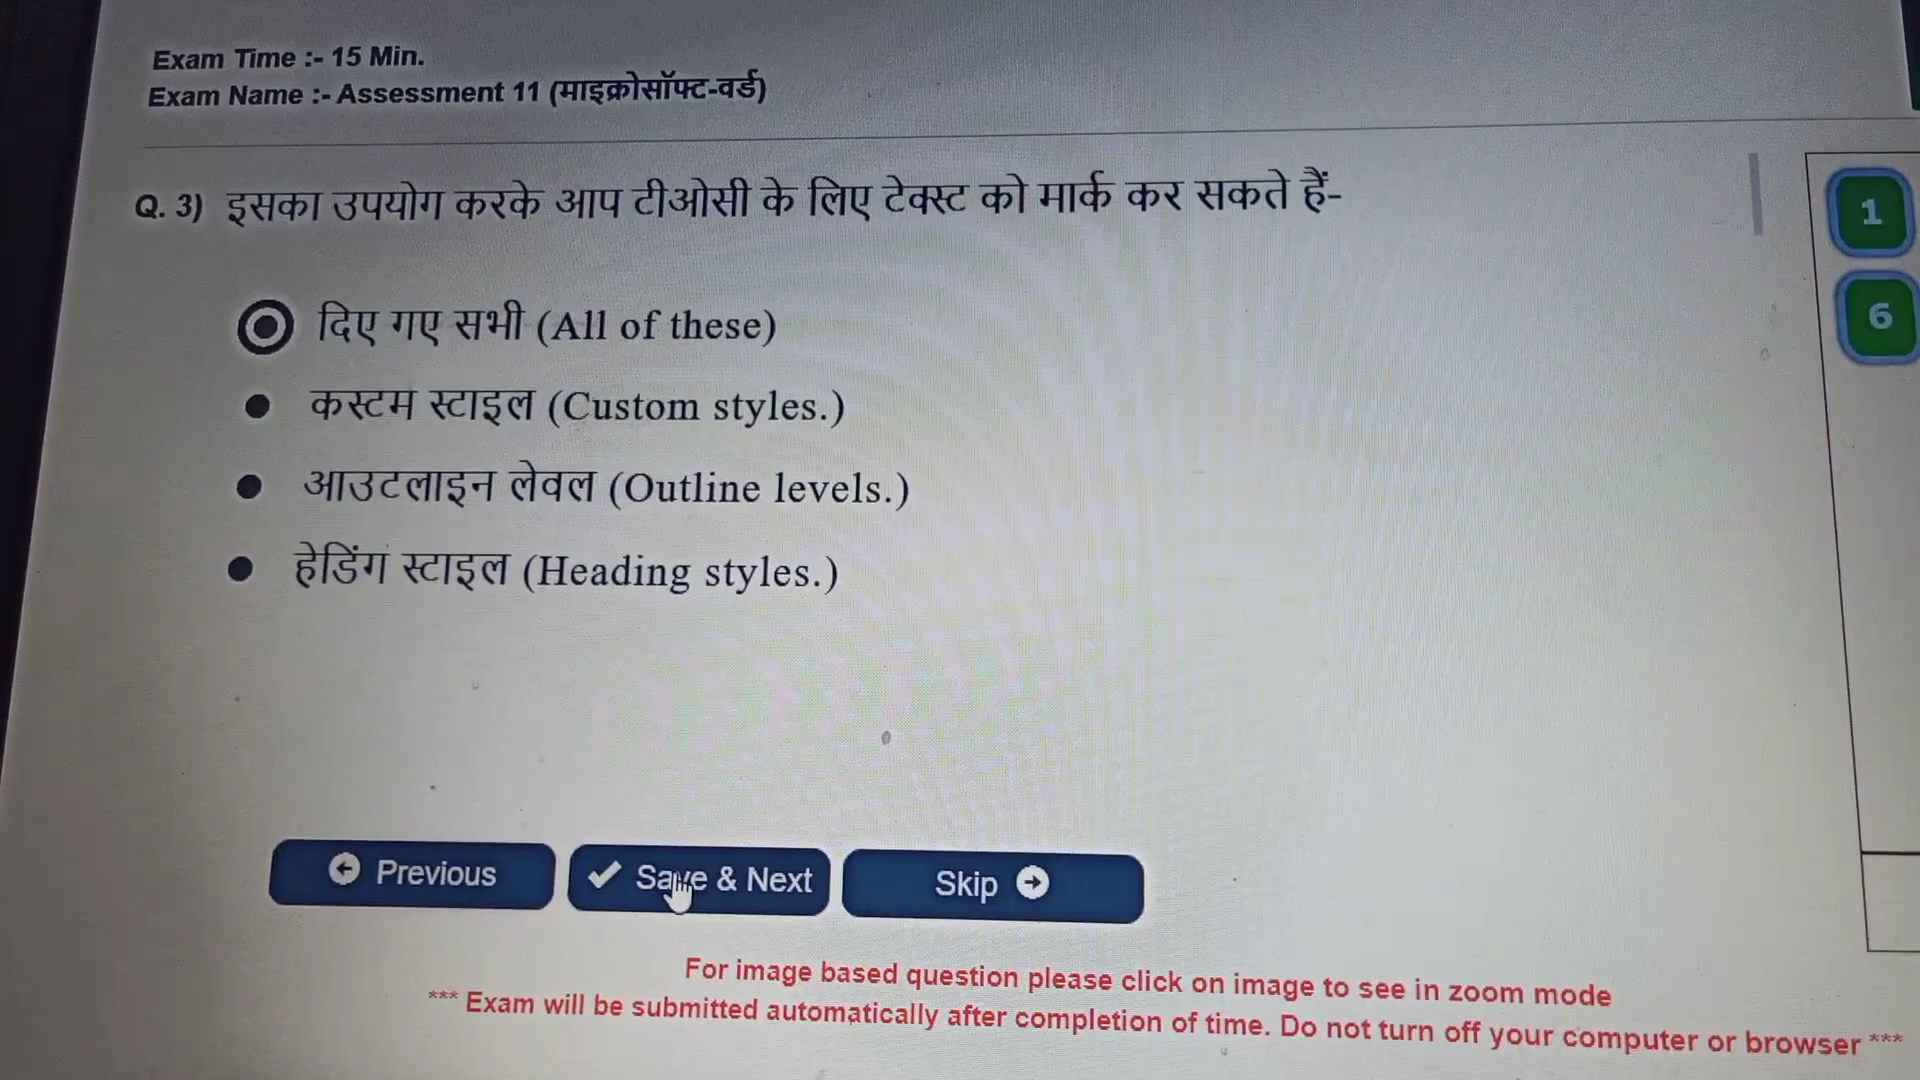 Exam Time :- 15 Min.
Exam Name :- Assessment 11 (माइक्रोसॉफ्ट-वर्ड)
Q. 3) इसका उपयोग करके आप टीओसी के लिए टेक्स्ट को मार्क कर सकते हैं-
दिए गए सभी (All of these)
कस्टम स्टाइल (Custom styles.)
आउटलाइन लेवल (Outline levels.)
हेडिंग स्टाइल (Heading styles.)
1
6
Previous
Save & Next
Skip
For image based question please click on image to see in zoom mode
*** Exam will be submitted automatically after completion of time. Do not turn off your computer or browser ***